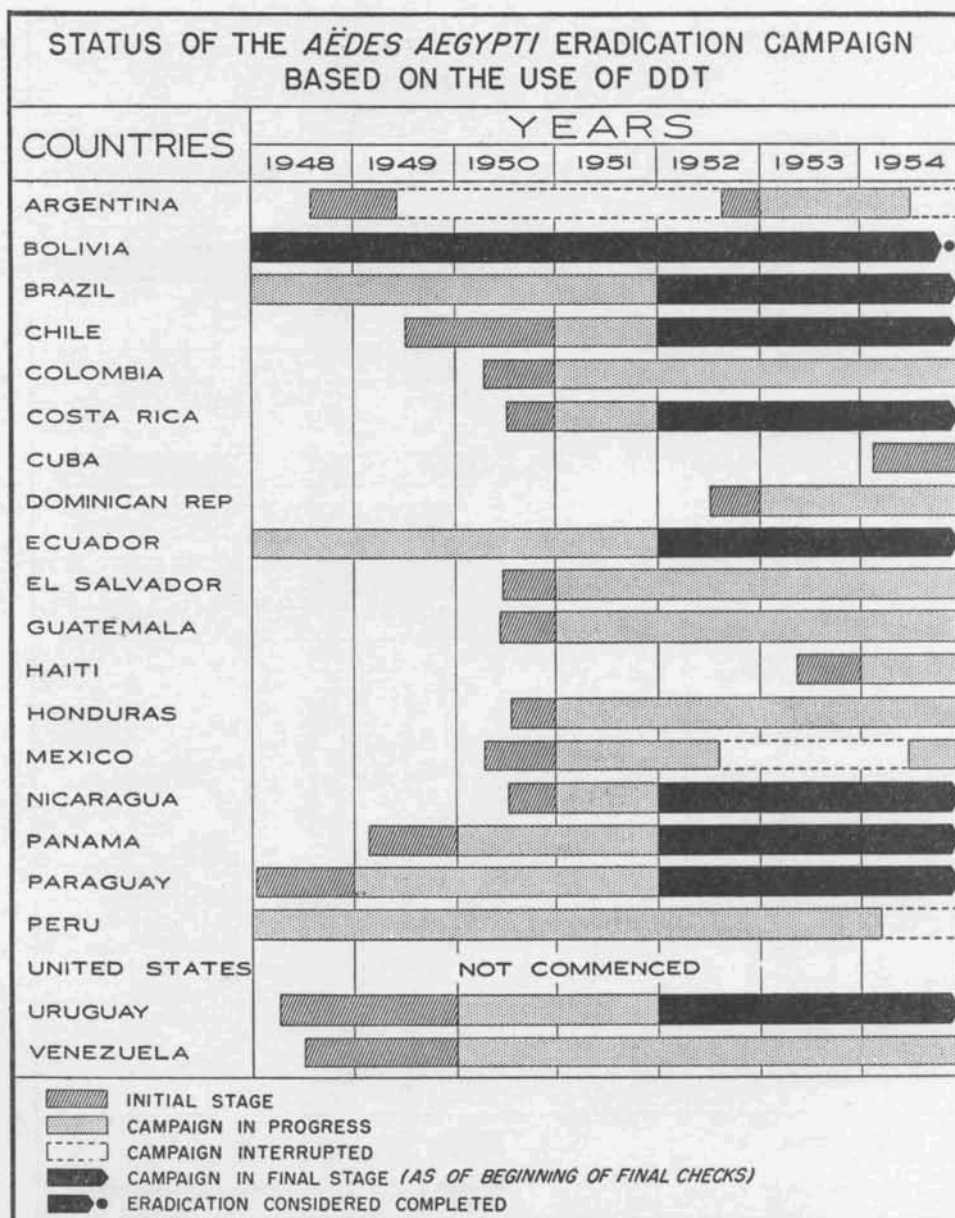 STATUS OF THE AËDES AEGYPTI ERADICATION CAMPAIGN
BASED ON THE USE OF DDT
COUNTRIES
YEARS
1948 1949 1950 1951 1952 1953 1954
ARGENTINA
BOLIVIA
BRAZIL
CHILE
COLOMBIA
COSTA RICA
CUBA
DOMINICAN REP
ECUADOR
EL SALVADOR
GUATEMALA
HAITI
HONDURAS
MEXICO
NICARAGUA
PANAMA
PARAGUAY
PERU
UNITED STATES NOT COMMENCED
URUGUAY
VENEZUELA
INITIAL STAGE
CAMPAIGN IN PROGRESS
CAMPAIGN INTERRUPTED
CAMPAIGN IN FINAL STAGE (AS OF BEGINNING OF FINAL CHECKS)
ERADICATION CONSIDERED COMPLETED